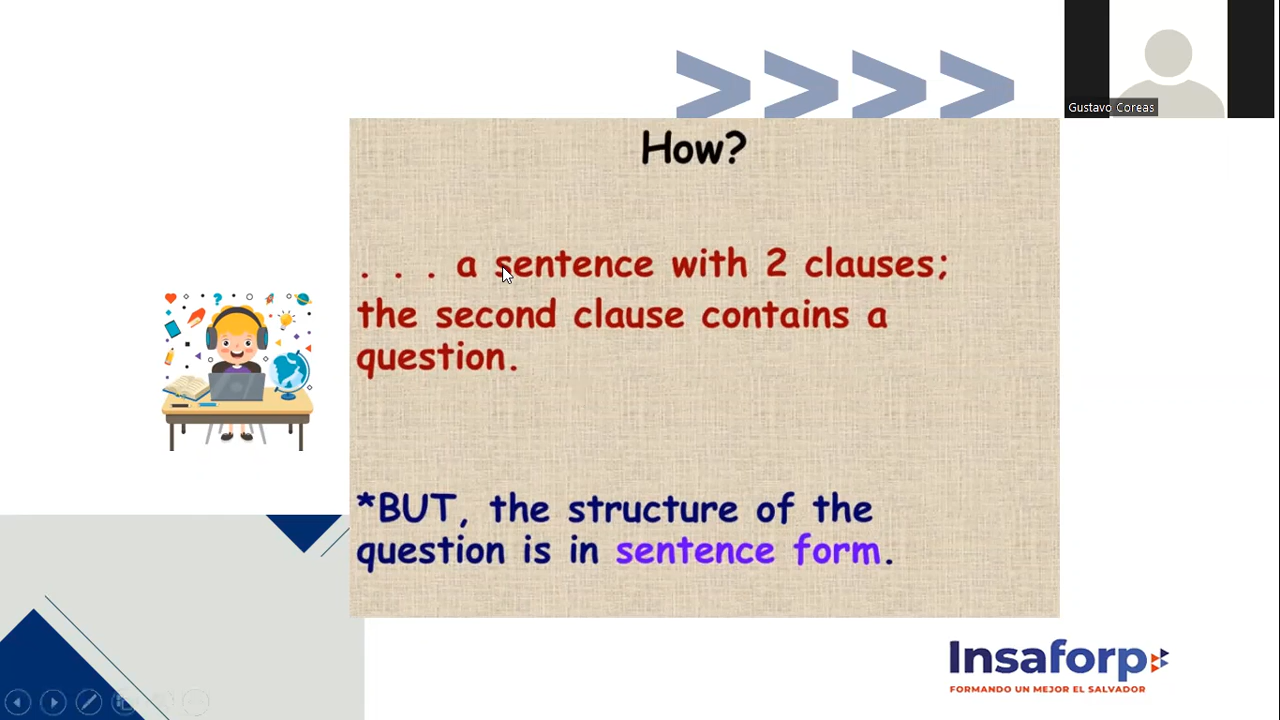 Gustavo Coreas
How?
. . . a sentence with 2 clauses;
the second clause contains a
question.
*BUT, the structure of the
question is in sentence form.
Insaforp
FORMANDO UN MEJOR EL SALVADOR